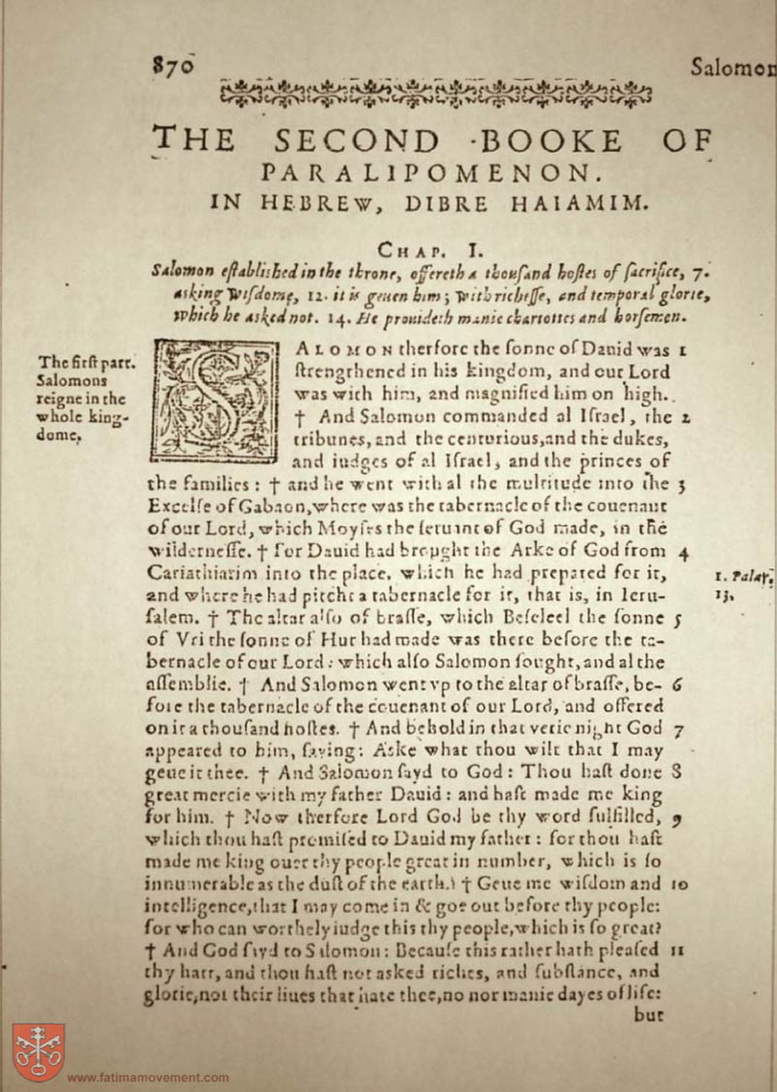 870
Salomon
THE SECOND BOOKE OF
PARALIPOMENON.
IN HEBREW, DIBRE HAIAMIM.
CHAP. I.
Salomon eſtabliſhed in the throne, offereth a thouſand hoſtes of ſacrifice, 7.
asking wiſdome, 12. it is geuen him; with richeſſe, and temporal glorie,
which he asked not. 14. He prouideth manie chariottes and horſemen.
The firſt part.
Salomons
reigne in the
whole king-
dome.
SALOMON therfore the ſonne of Dauid was 1
ſtrengthened in his kingdom, and our Lord
was with him, and magnified him on high.
† And Salomon commanded al Iſrael, the 2
tribunes, and the centurious, and the dukes,
and iudges of al Iſrael, and the princes of
the families: † and he went with al the multitude into the 3
Excelſe of Gabaon, where was the tabernacle of the couenant
of our Lord, which Moyſes the ſeruant of God made, in the
wilderneſſe. † for Dauid had brought the Arke of God from 4
Cariathiarim into the place, which he had prepared for it,
1. Palar.
13.
and where he had pitcht a tabernacle for it, that is, in Ieru-
ſalem. † The altar alſo of braſſe, which Beſeleel the ſonne 5
of Vri the ſonne of Hur had made was there before the ta-
bernacle of our Lord: which alſo Salomon ſought, and al the
aſſemblie. † And Salomon went vp to the altar of braſſe, be- 6
fore the tabernacle of the couenant of our Lord, and offered
on it a thouſand hoſtes. † And behold in that verie night God 7
appeared to him, ſaying: Aske what thou wilt that I may
geue it thee. † And Salomon ſayd to God: Thou haſt done 8
great mercie with my father Dauid: and haſt made me king
for him. † Now therfore Lord God be thy word fulfilled, 9
which thou haſt promiſed to Dauid my father: for thou haſt
made me king ouer thy people great in number, which is ſo
innumerable as the duſt of the earth. † Geue me wiſdom and 10
intelligence, that I may come in & goe out before thy people:
for who can worthely iudge this thy people, which is ſo great?
† And God ſayd to Salomon: Becauſe this rather hath pleaſed 11
thy hart, and thou haſt not asked riches, and ſubſtance, and
glorie, not their liues that hate thee, no nor manie dayes of life:
but
www.fatimamovement.com